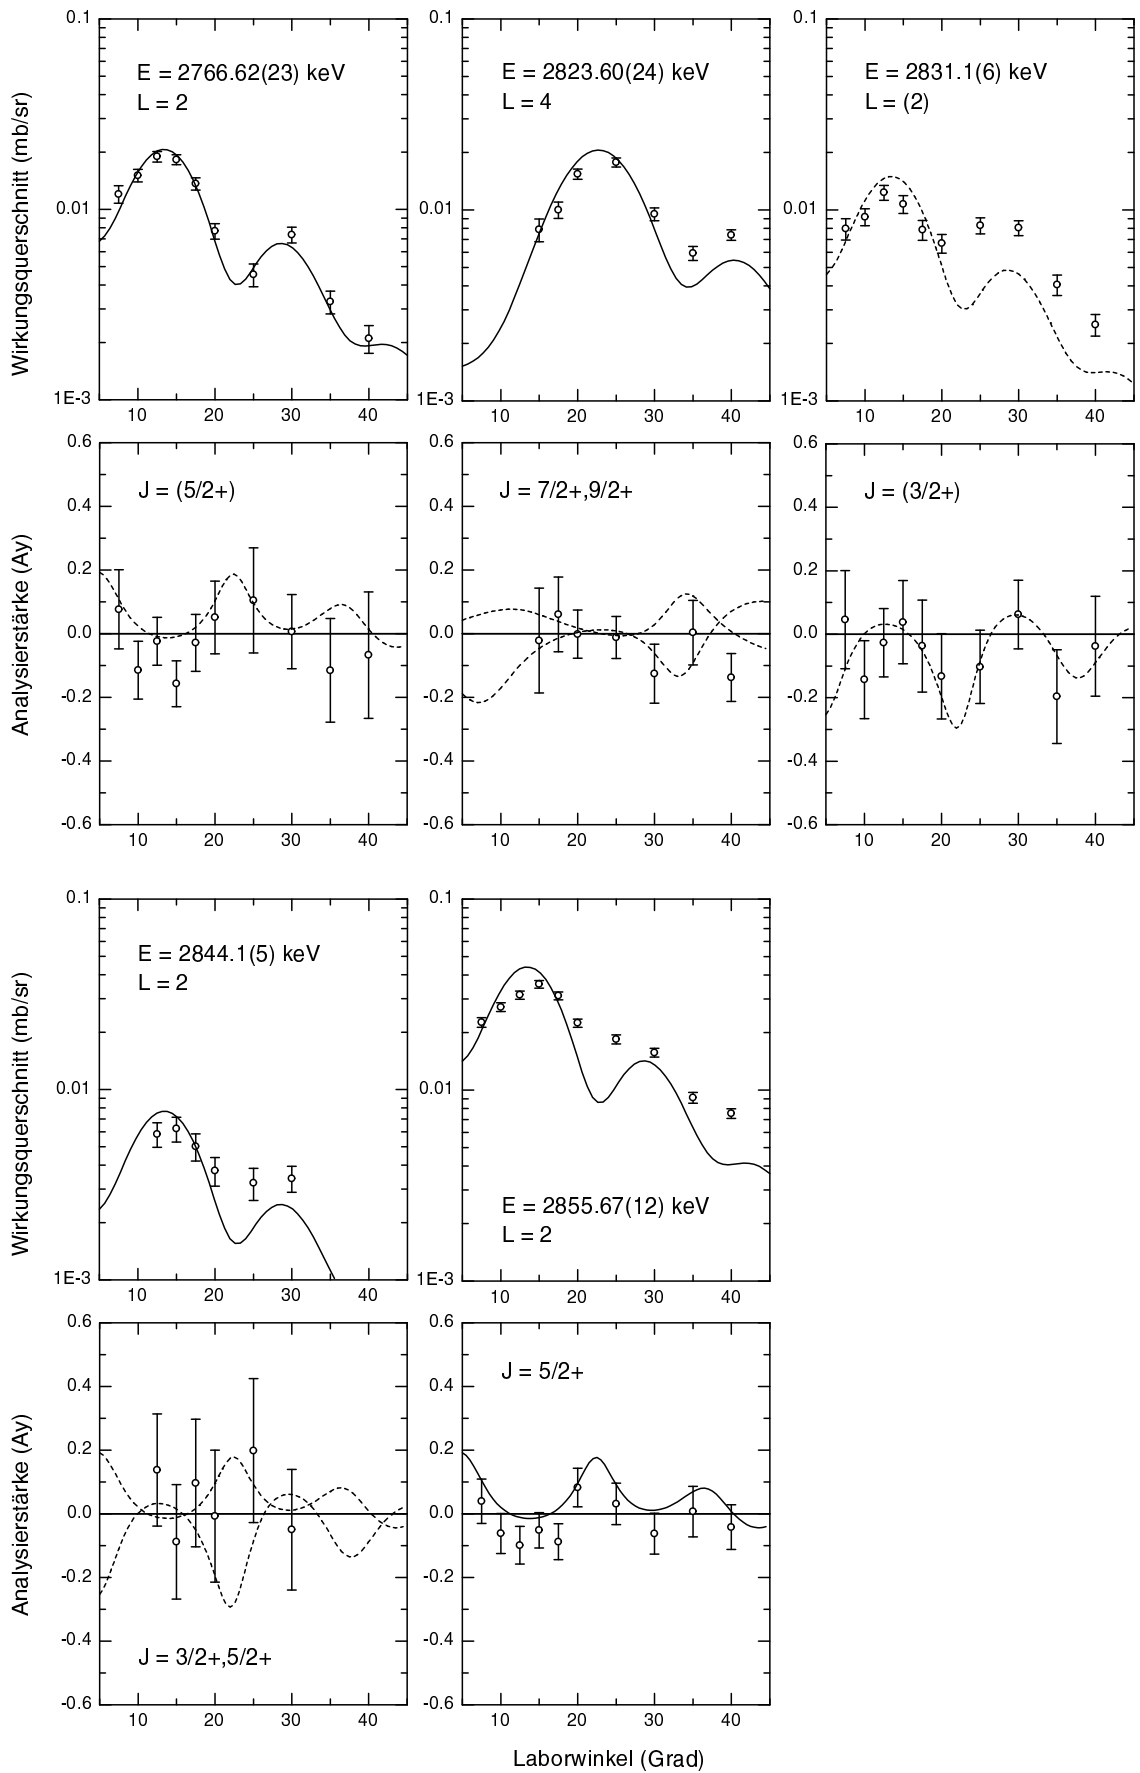 0.1
0.01
1E-3
10 20 30 40
E = 2766.62(23) keV
L = 2
0.1
0.01
1E-3
10 20 30 40
E = 2823.60(24) keV
L = 4
0.1
0.01
1E-3
10 20 30 40
E = 2831.1(6) keV
L = (2)
Wirkungsquerschnitt (mb/sr)
0.6
0.4
0.2
0.0
-0.2
-0.4
-0.6
10 20 30 40
J = (5/2+)
0.6
0.4
0.2
0.0
-0.2
-0.4
-0.6
10 20 30 40
J = 7/2+,9/2+
0.6
0.4
0.2
0.0
-0.2
-0.4
-0.6
10 20 30 40
J = (3/2+)
Analysierstärke (Ay)
0.1
0.01
1E-3
10 20 30 40
E = 2844.1(5) keV
L = 2
0.1
0.01
1E-3
10 20 30 40
E = 2855.67(12) keV
L = 2
Wirkungsquerschnitt (mb/sr)
0.6
0.4
0.2
0.0
-0.2
-0.4
-0.6
10 20 30 40
J = 3/2+,5/2+
0.6
0.4
0.2
0.0
-0.2
-0.4
-0.6
10 20 30 40
J = 5/2+
Analysierstärke (Ay)
Laborwinkel (Grad)